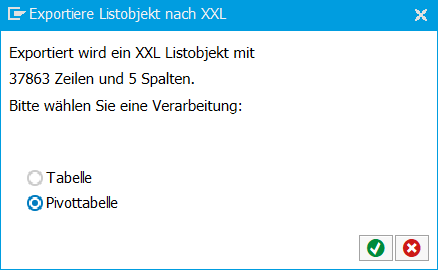 Exportiere Listobjekt nach XXL
Exportiert wird ein XXL Listobjekt mit
37863 Zeilen und 5 Spalten.
Bitte wählen Sie eine Verarbeitung:
Tabelle
Pivottabelle